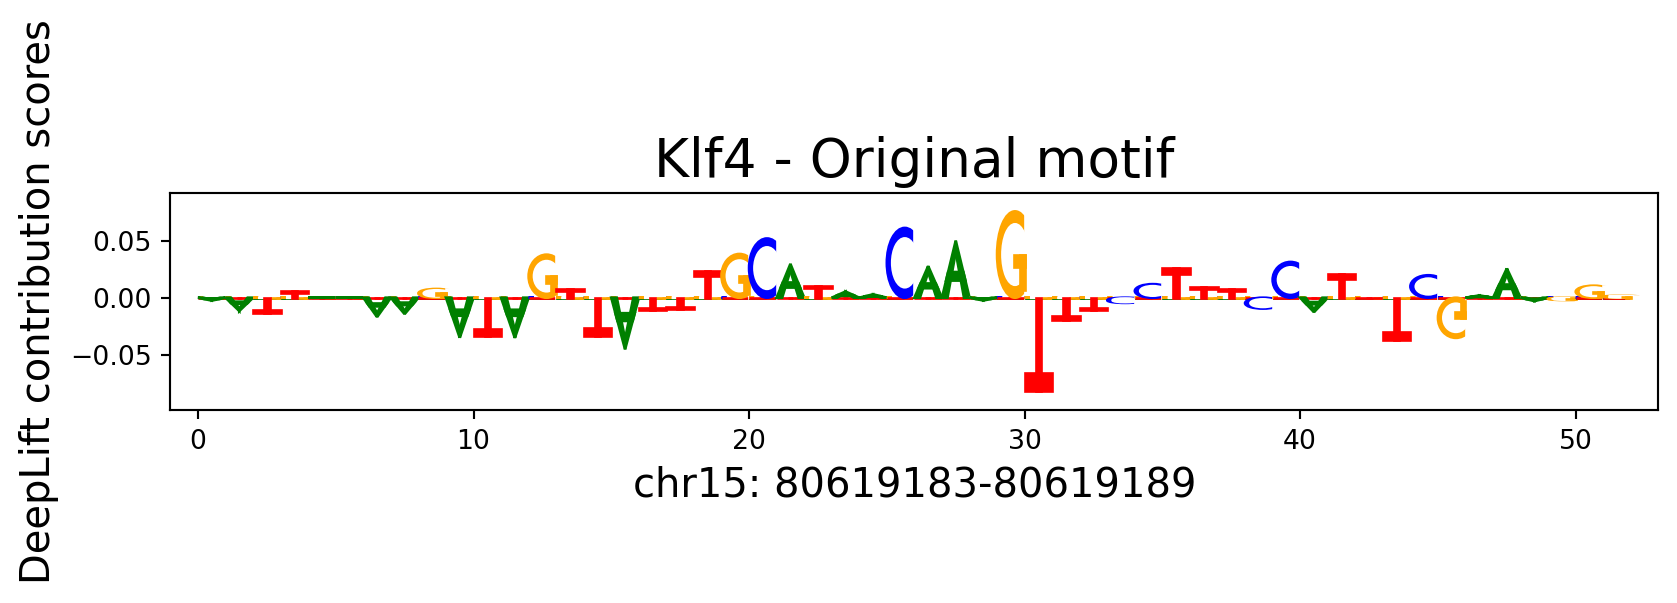 Klf4 - Original motif
DeepLift contribution scores
0.05
0.00
−0.05
0 10 20 30 40 50
chr15: 80619183-80619189